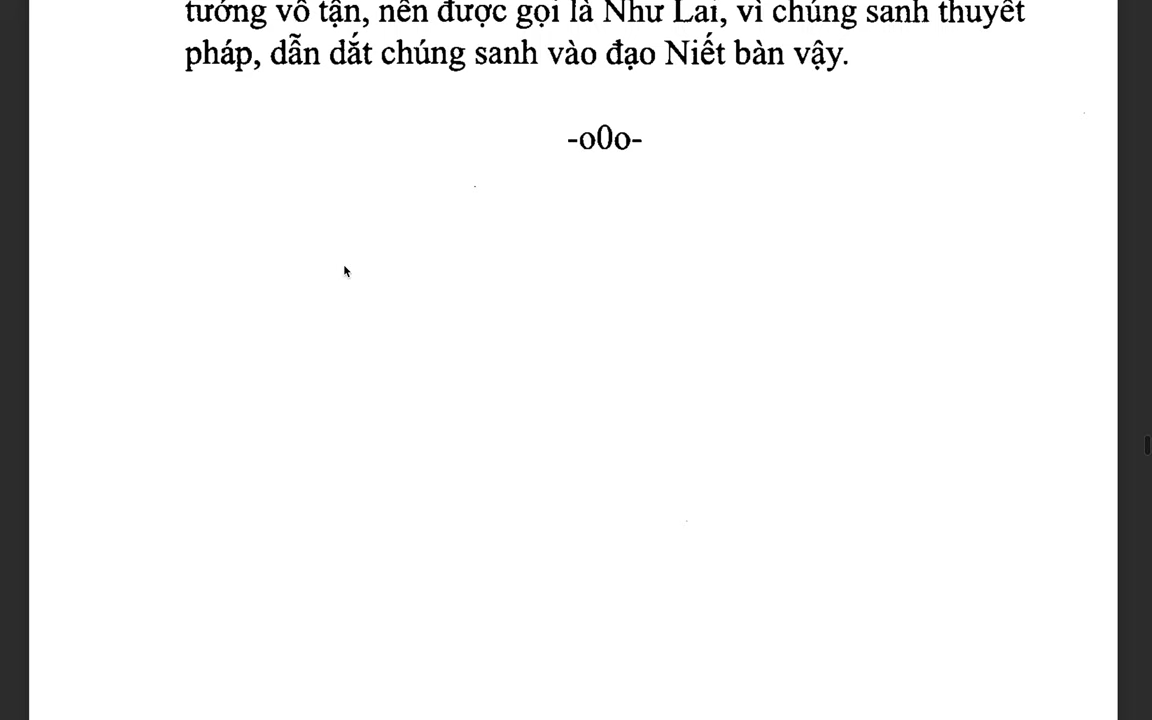 tướng vô tận, nên được gọi là Như Lai, vì chúng sanh thuyết
pháp, dẫn dắt chúng sanh vào đạo Niết bàn vậy.
-o0o-